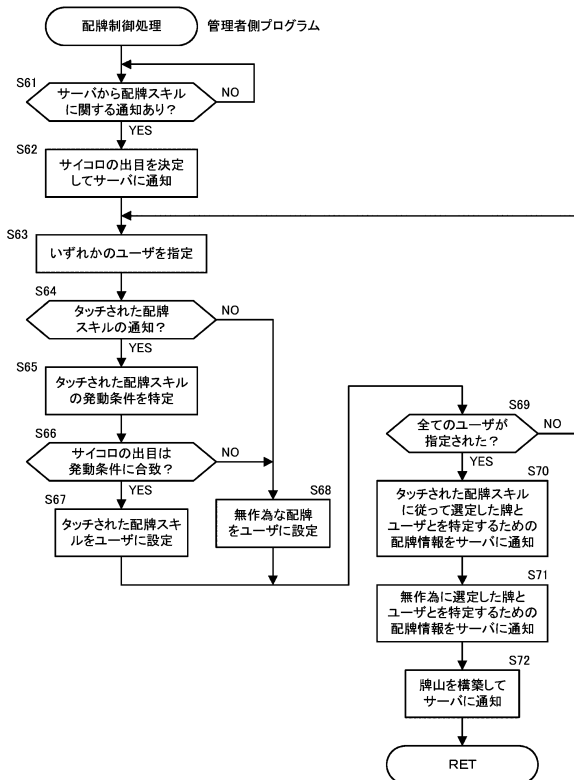 配牌制御処理
管理者側プログラム
S61
サーバから配牌スキル
に関する通知あり？
NO
YES
S62
サイコロの出目を決定
してサーバに通知
S63
いずれかのユーザを指定
S64
タッチされた配牌
スキルの通知？
NO
YES
S65
タッチされた配牌スキル
の発動条件を特定
S66
サイコロの出目は
発動条件に合致？
NO
YES
S67
タッチされた配牌スキ
ルをユーザに設定
S68
無作為な配牌
をユーザに設定
S69
全てのユーザが
指定された？
NO
YES
S70
タッチされた配牌スキル
に従って選定した牌と
ユーザとを特定するための
配牌情報をサーバに通知
S71
無作為に選定した牌と
ユーザとを特定するための
配牌情報をサーバに通知
S72
牌山を構築して
サーバに通知
RET